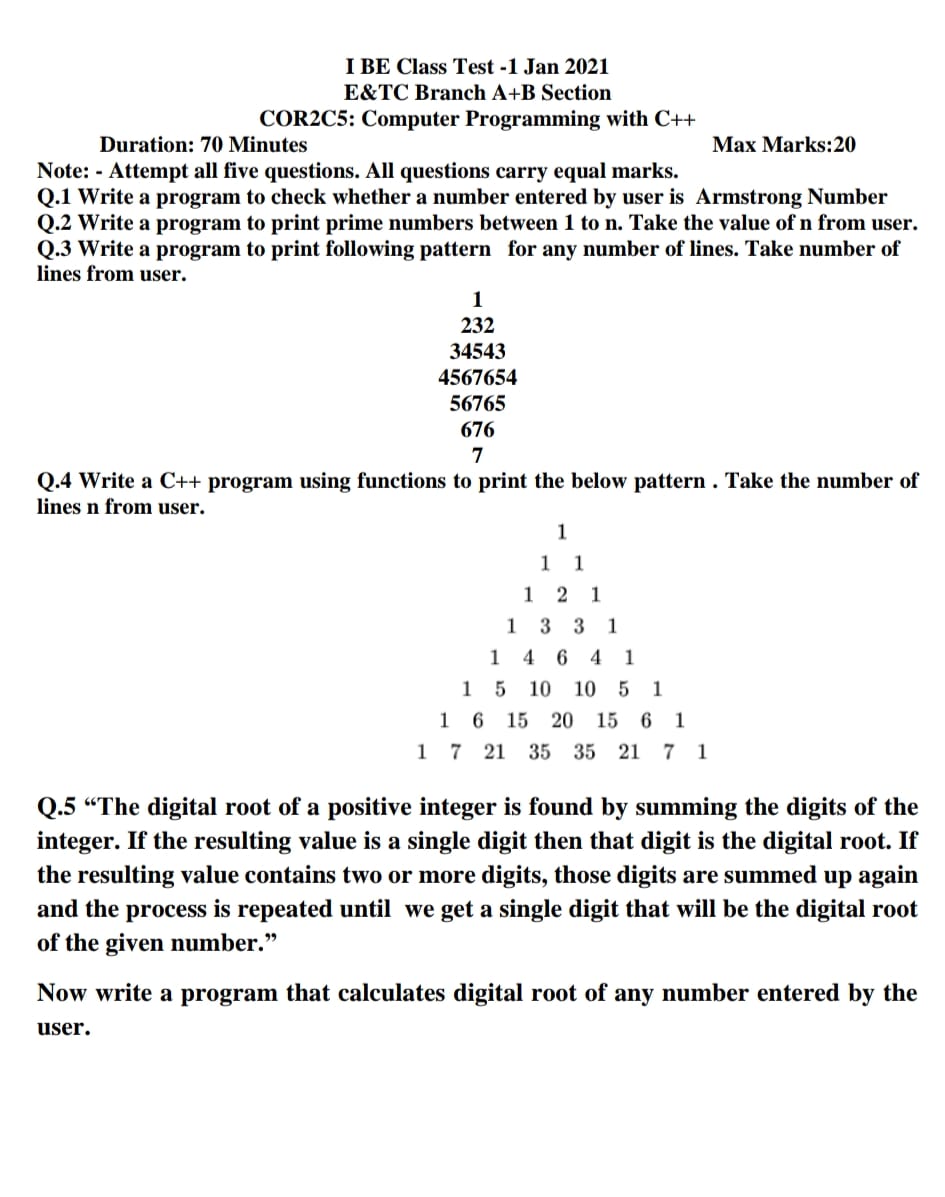 I BE Class Test -1 Jan 2021
E&TC Branch A+B Section
COR2C5: Computer Programming with C++
Duration: 70 Minutes Max Marks:20
Note: - Attempt all five questions. All questions carry equal marks.
Q.1 Write a program to check whether a number entered by user is Armstrong Number
Q.2 Write a program to print prime numbers between 1 to n. Take the value of n from user.
Q.3 Write a program to print following pattern for any number of lines. Take number of
lines from user.
1
232
34543
4567654
56765
676
7
Q.4 Write a C++ program using functions to print the below pattern . Take the number of
lines n from user.
1
1 1
1 2 1
1 3 3 1
1 4 6 4 1
1 5 10 10 5 1
1 6 15 20 15 6 1
1 7 21 35 35 21 7 1
Q.5 “The digital root of a positive integer is found by summing the digits of the
integer. If the resulting value is a single digit then that digit is the digital root. If
the resulting value contains two or more digits, those digits are summed up again
and the process is repeated until we get a single digit that will be the digital root
of the given number.”
Now write a program that calculates digital root of any number entered by the
user.